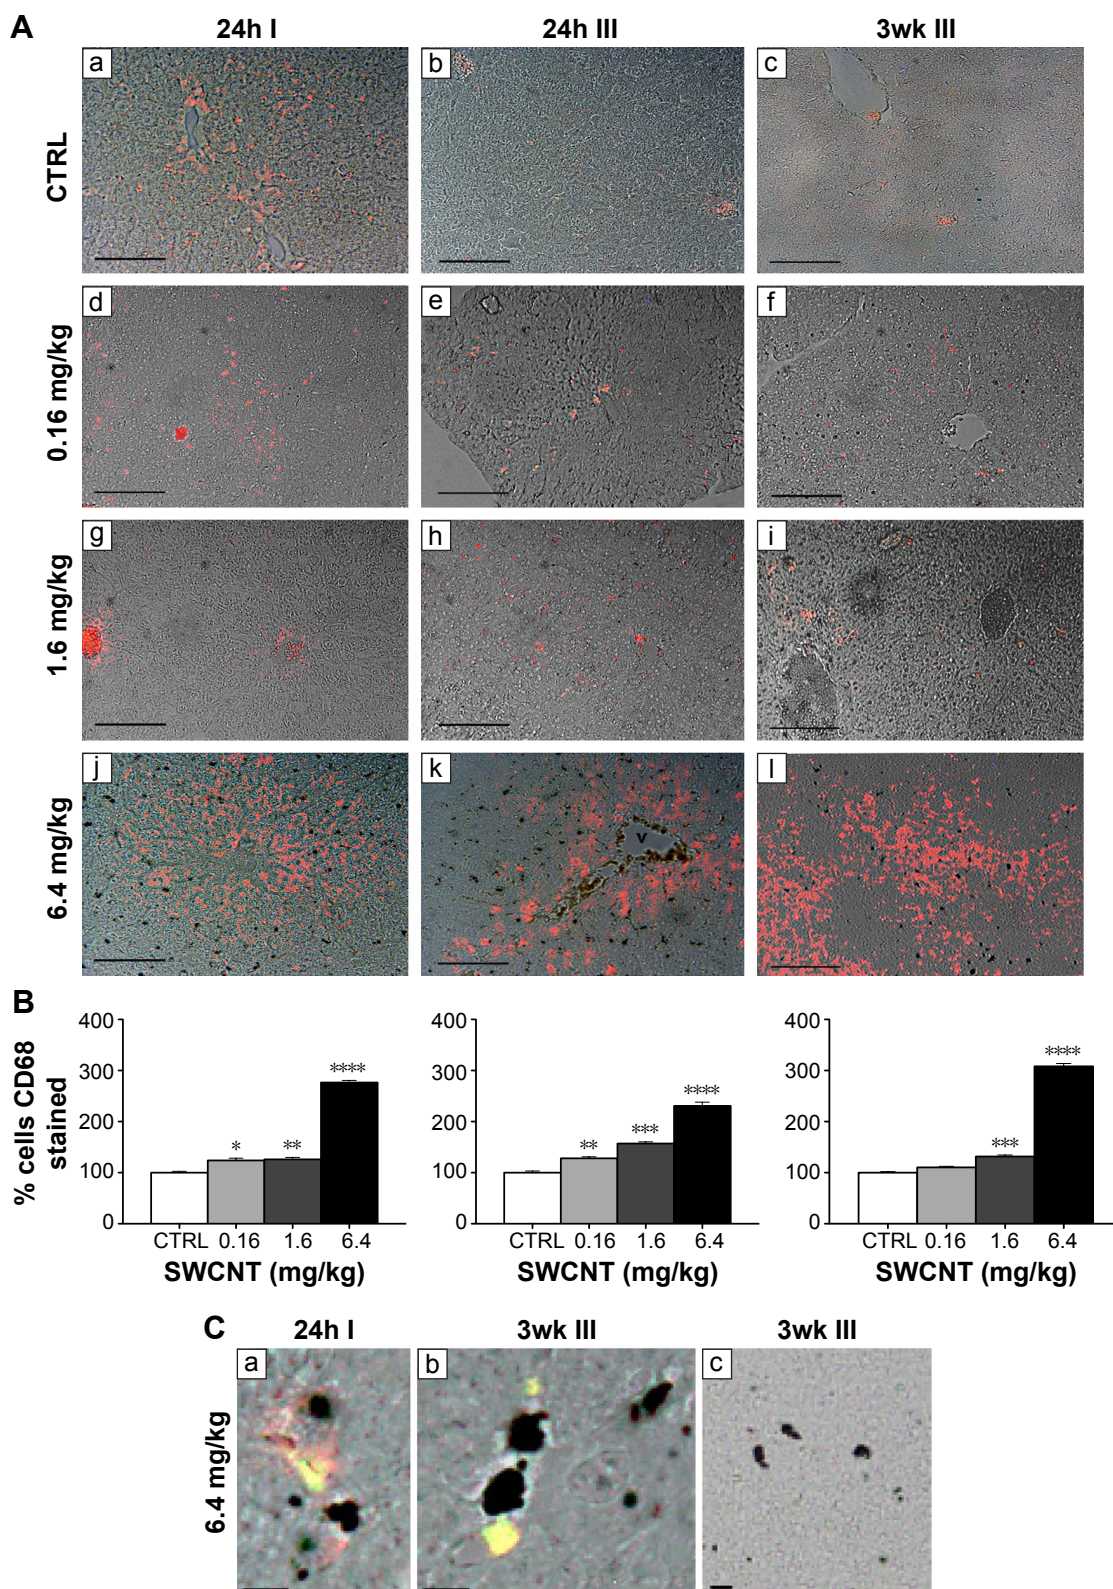 A
24h I
24h III
3wk III
CTRL
a
b
c
0.16 mg/kg
d
e
f
1.6 mg/kg
g
h
i
6.4 mg/kg
j
k
l
v
B
% cells CD68
stained
400
300
200
100
0
* ** ****
CTRL 0.16 1.6 6.4
SWCNT (mg/kg)
400
300
200
100
0
** *** ****
CTRL 0.16 1.6 6.4
SWCNT (mg/kg)
400
300
200
100
0
*** ****
CTRL 0.16 1.6 6.4
SWCNT (mg/kg)
C
24h I
3wk III
3wk III
6.4 mg/kg
a
b
c